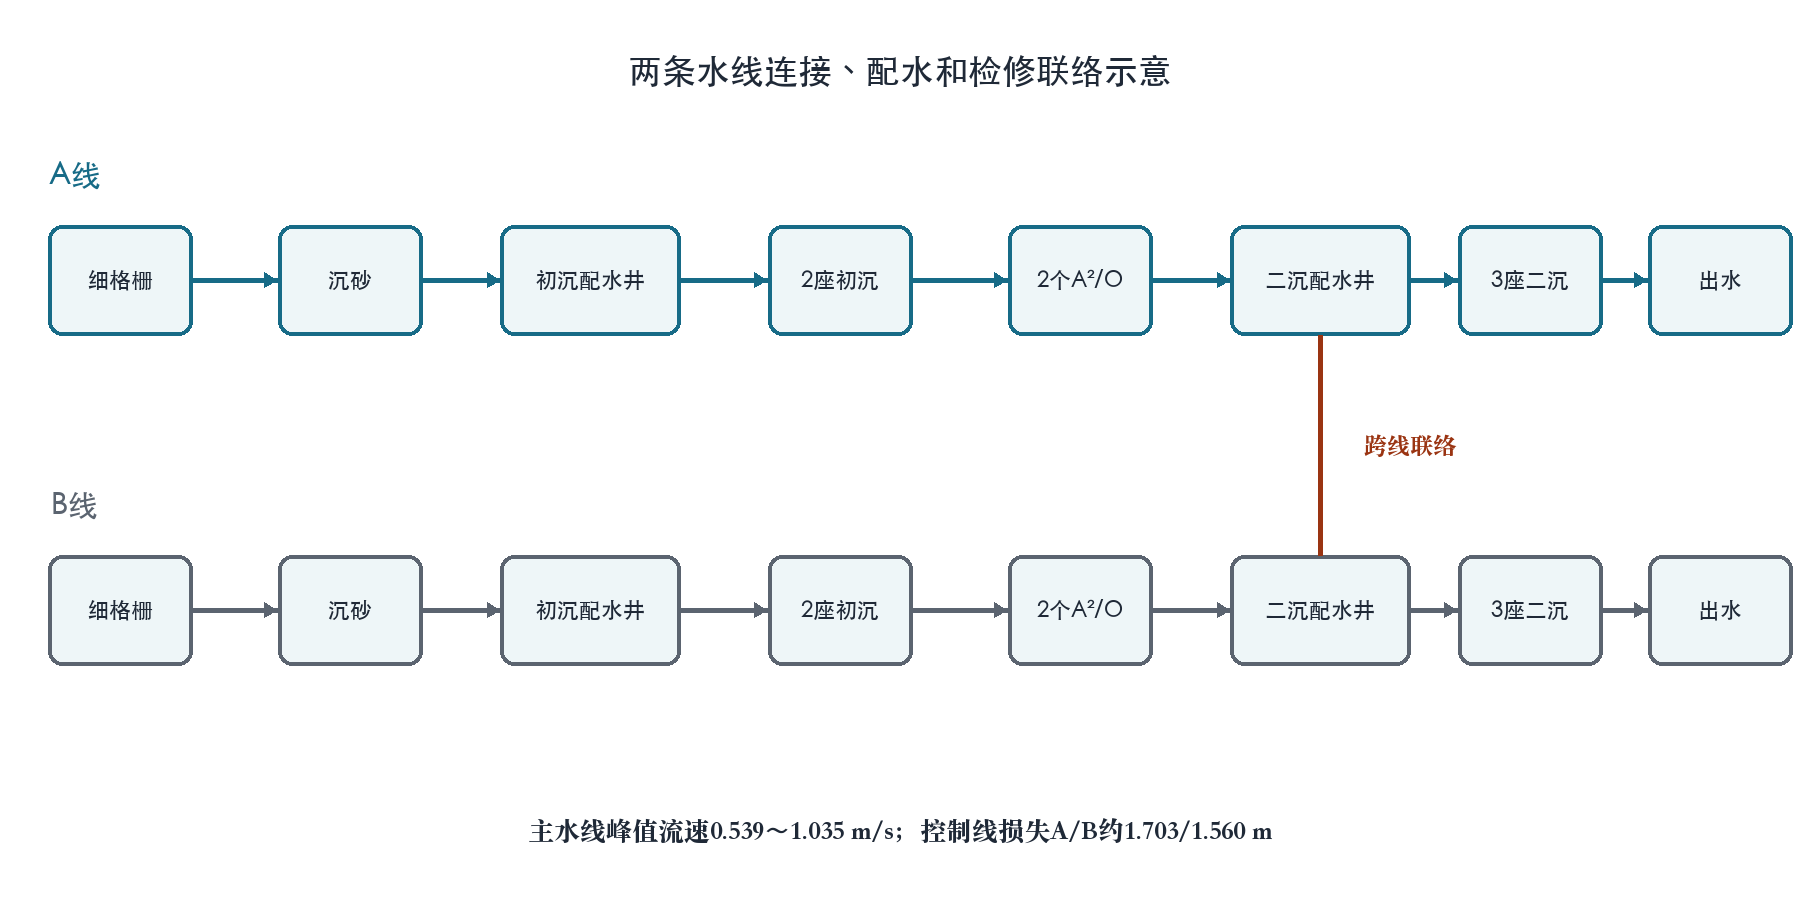 两条水线连接、配水和检修联络示意
A线
细格栅
沉砂
初沉配水井
2座初沉
2个A²/O
二沉配水井
3座二沉
出水
跨线联络
B线
细格栅
沉砂
初沉配水井
2座初沉
2个A²/O
二沉配水井
3座二沉
出水
主水线峰值流速0.539～1.035 m/s；控制线损失A/B约1.703/1.560 m